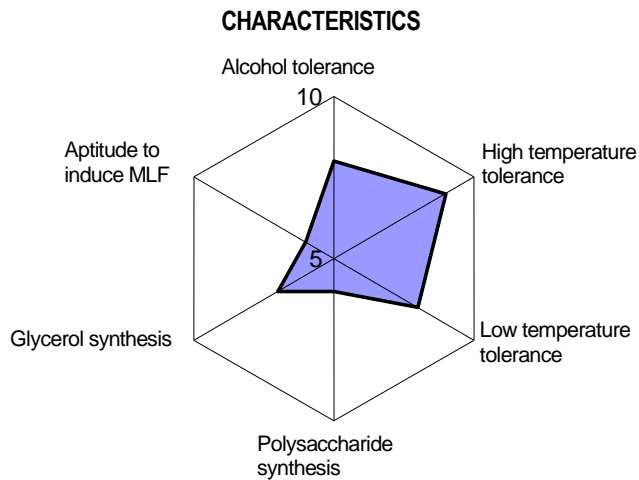 CHARACTERISTICS
Alcohol tolerance
10
Aptitude to
induce MLF
High temperature
tolerance
5
Glycerol synthesis
Low temperature
tolerance
Polysaccharide
synthesis